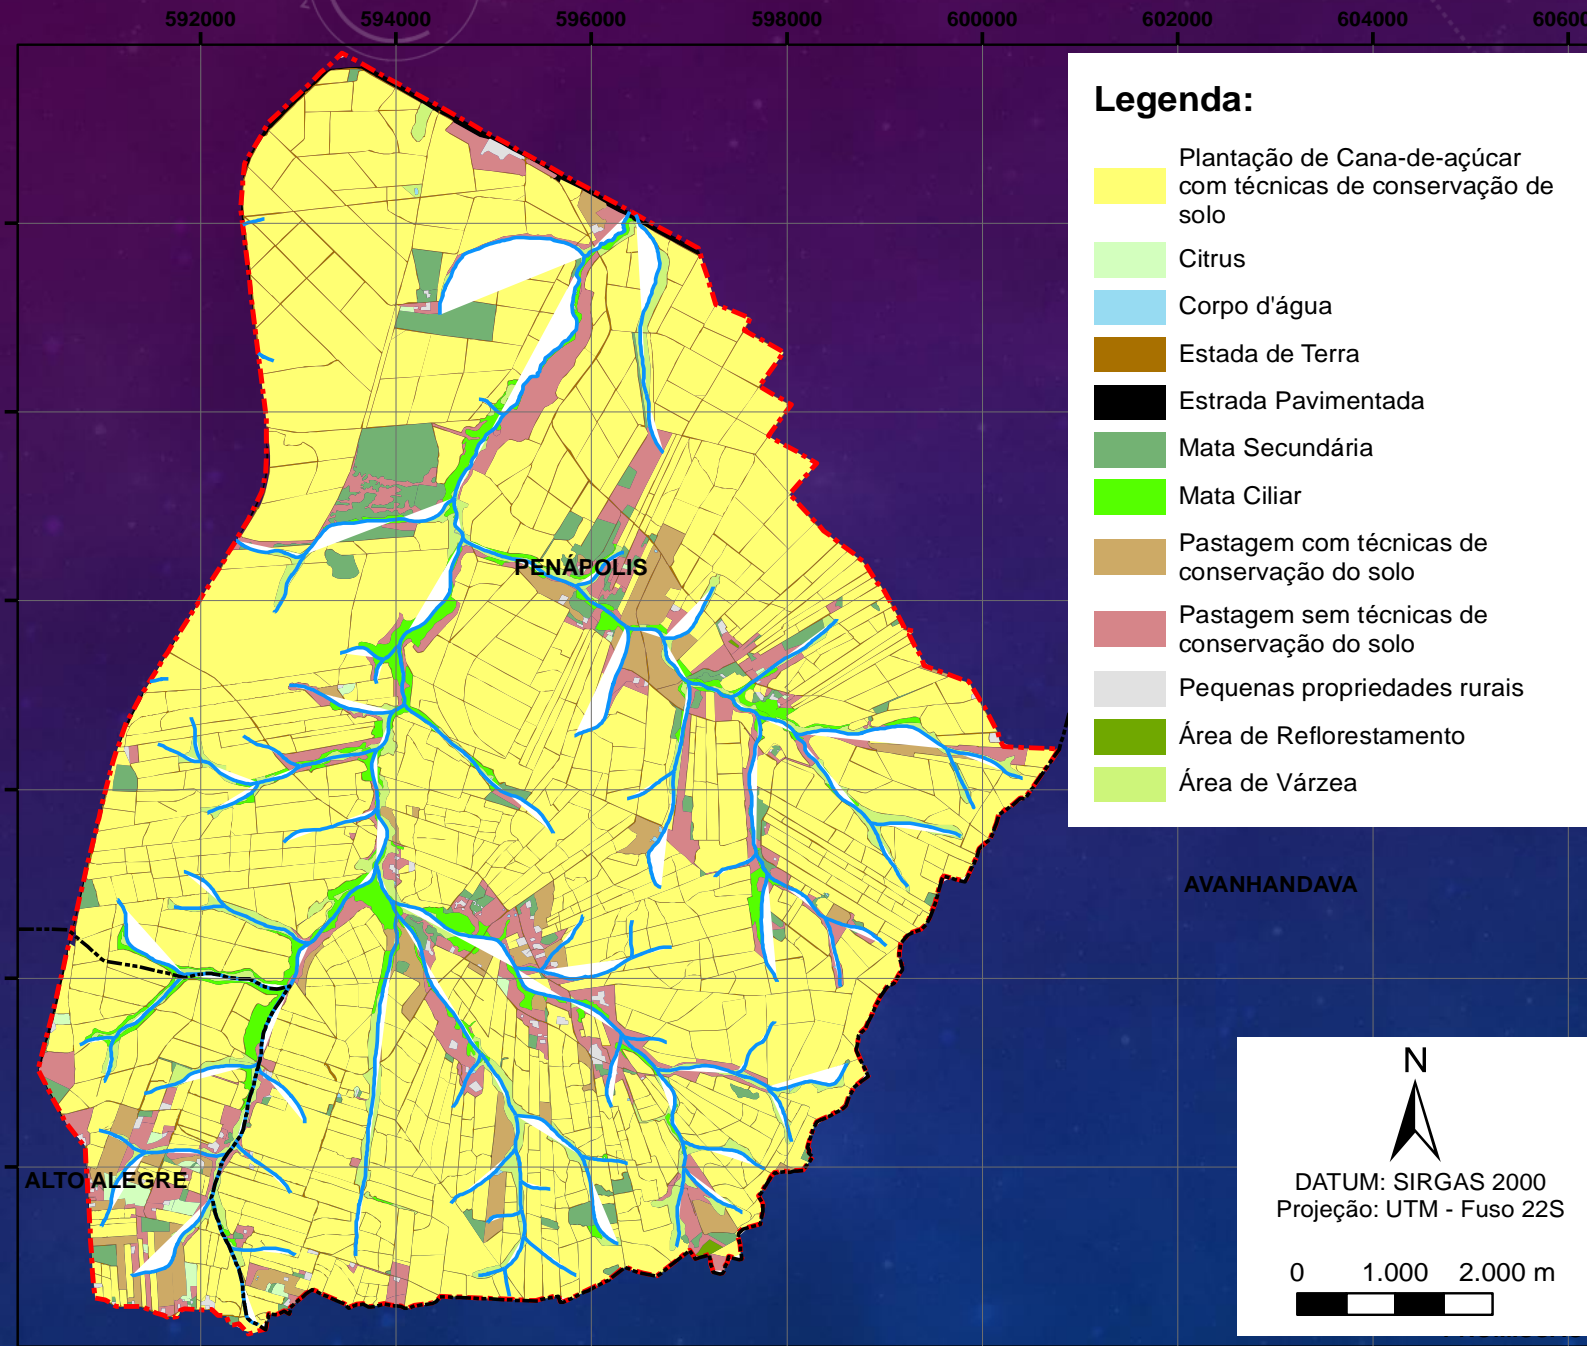 592000 594000 596000 598000 600000 602000 604000
Legenda:
Plantação de Cana-de-açúcar
com técnicas de conservação de
solo
Citrus
Corpo d'água
Estada de Terra
Estrada Pavimentada
Mata Secundária
Mata Ciliar
Pastagem com técnicas de
conservação do solo
Pastagem sem técnicas de
conservação do solo
Pequenas propriedades rurais
Área de Reflorestamento
Área de Várzea
PENÁPOLIS
AVANHANDAVA
ALTO ALEGRE
N
DATUM: SIRGAS 2000
Projeção: UTM - Fuso 22S
0 1.000 2.000 m